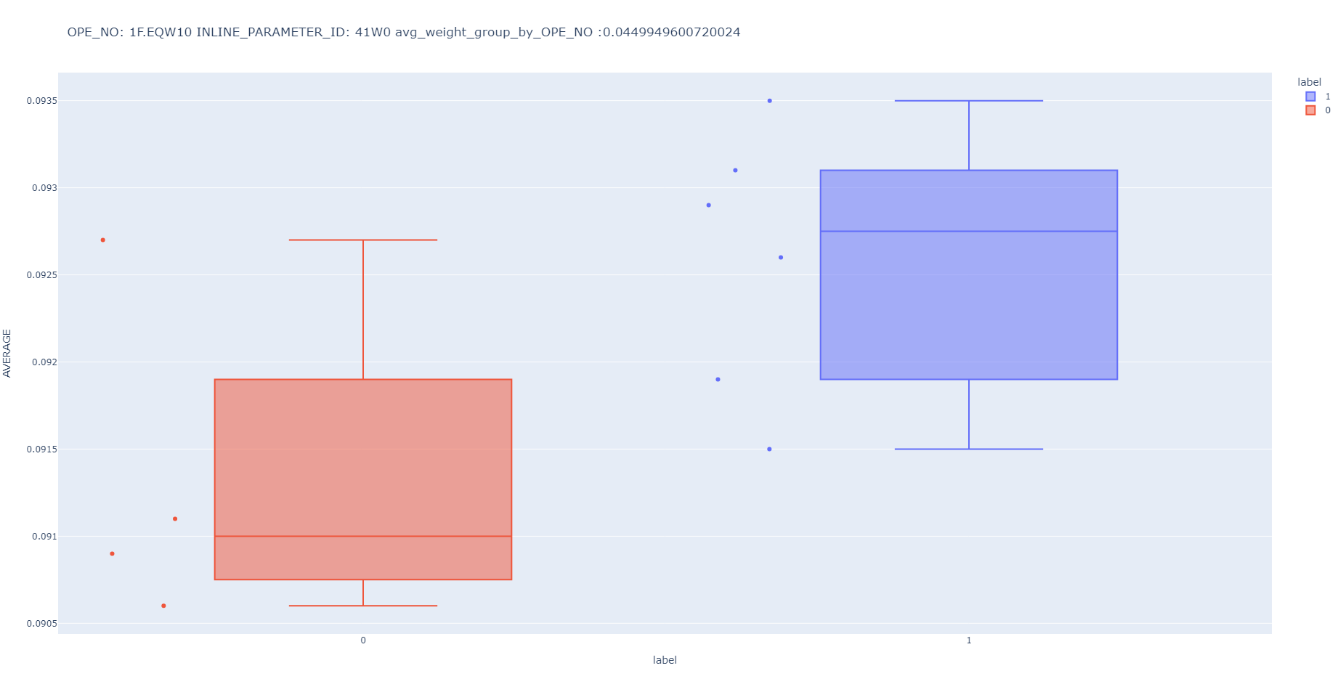 OPE_NO: 1F.EQW10 INLINE_PARAMETER_ID: 41W0 avg_weight_group_by_OPE_NO :0.0449949600720024
label
1
0
0.0935
0.093
0.0925
0.092
0.0915
0.091
0.0905
AVERAGE
0
1
label